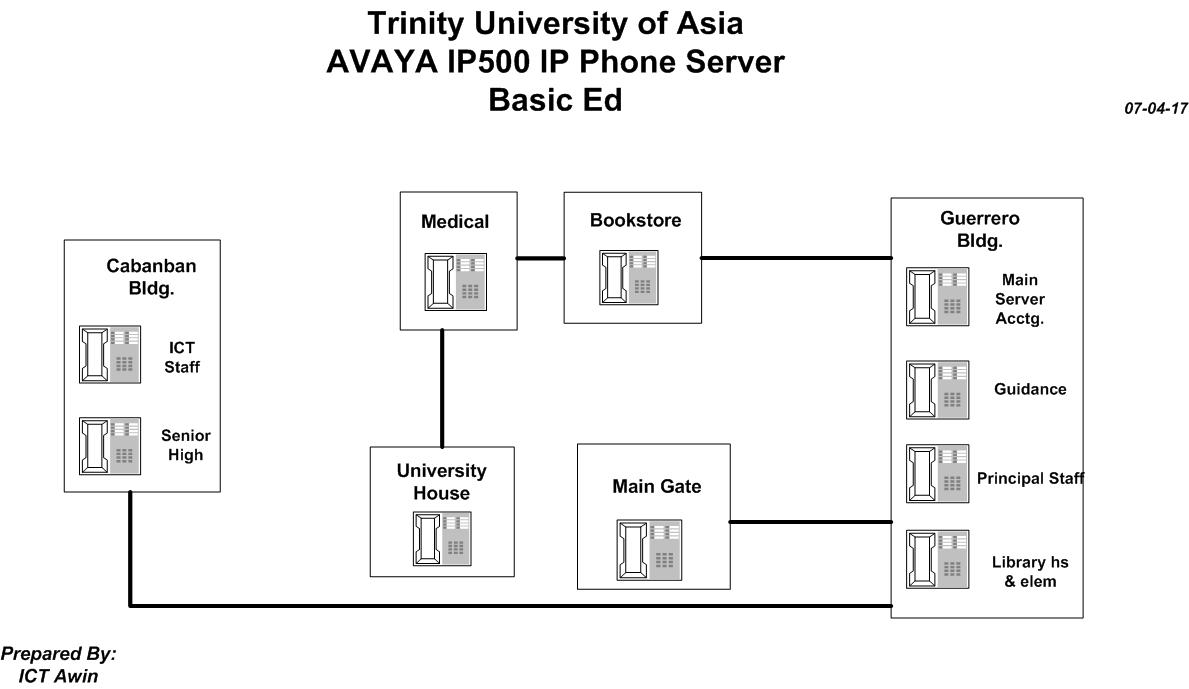 Trinity University of Asia
AVAYA IP500 IP Phone Server
Basic Ed
07-04-17
Cabanban
Bldg.
ICT
Staff
Senior
High
Medical
Bookstore
University
House
Main Gate
Guerrero
Bldg.
Main
Server
Acctg.
Guidance
Principal Staff
Library hs
& elem
Prepared By:
ICT Awin